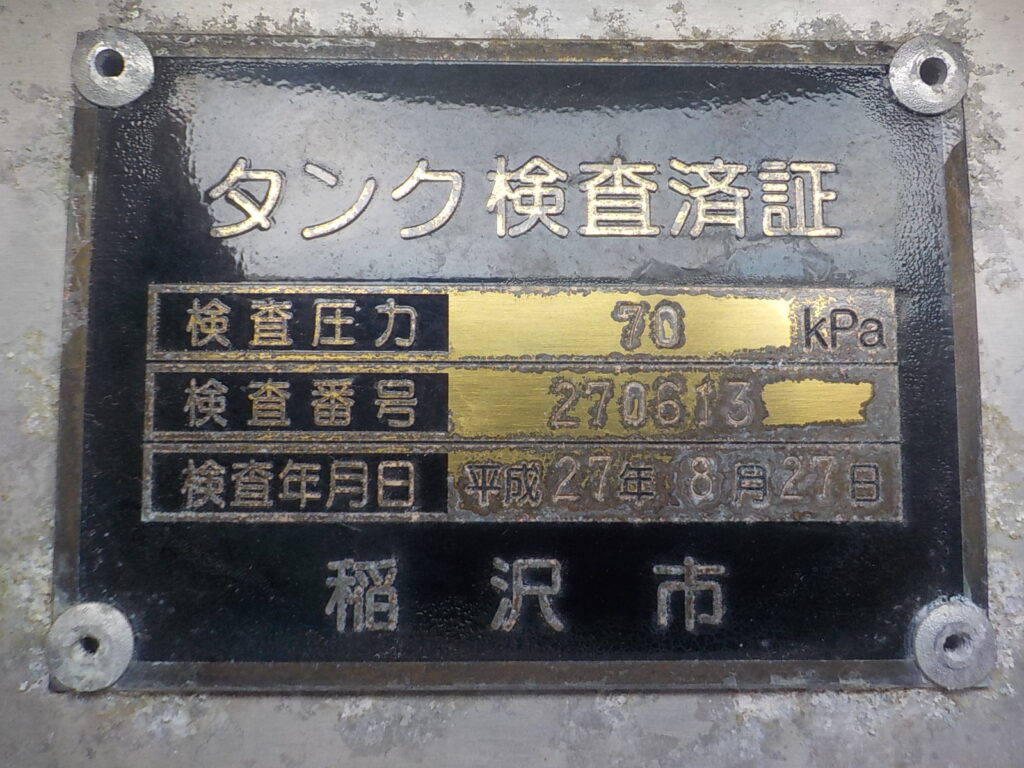 タンク検査済証
検査圧力 70 kPa
検査番号 270613
検査年月日 平成27年 8月27日
稲沢市